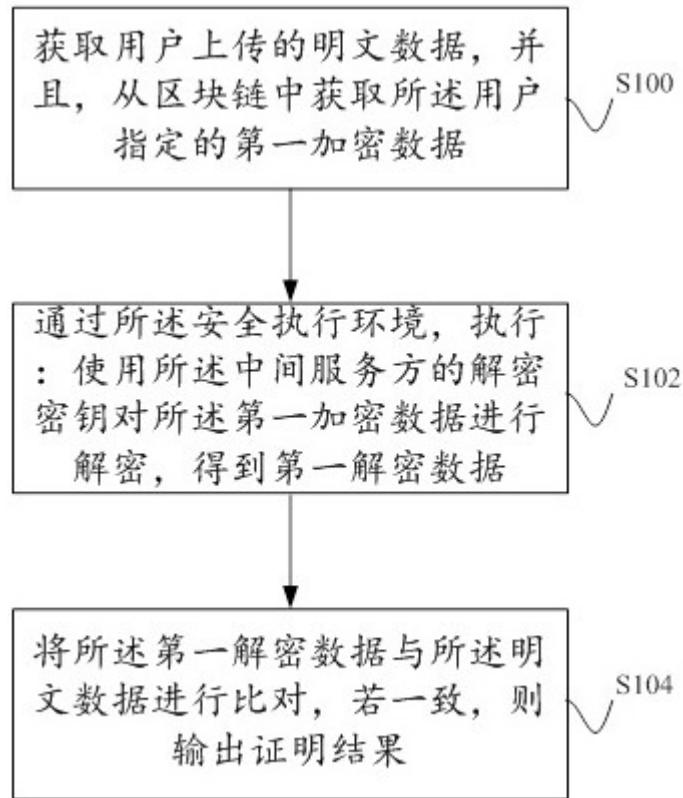 获取用户上传的明文数据，并
且，从区块链中获取所述用户
指定的第一加密数据
S100
通过所述安全执行环境，执行
：使用所述中间服务方的解密
密钥对所述第一加密数据进行
解密，得到第一解密数据
S102
将所述第一解密数据与所述明
文数据进行比对，若一致，则
输出证明结果
S104